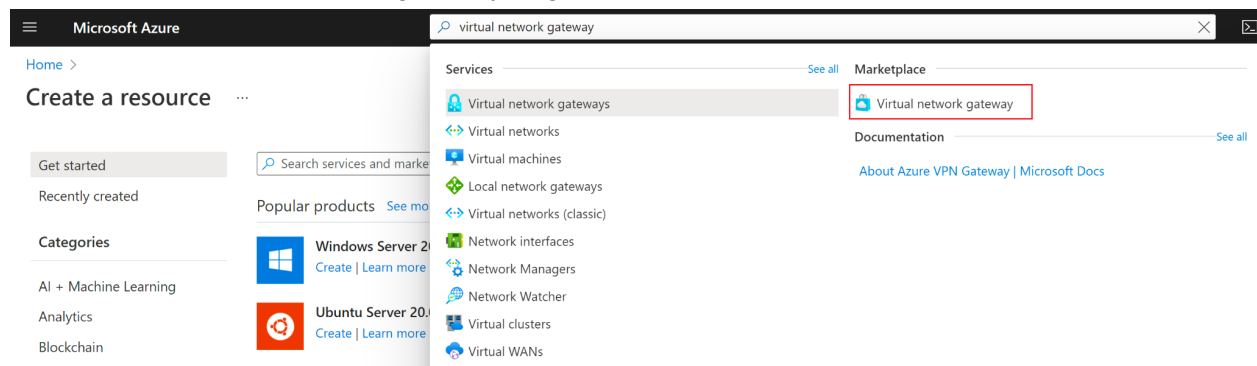 Microsoft Azure
virtual network gateway
Home >
Create a resource ...
Get started
Recently created
Categories
AI + Machine Learning
Analytics
Blockchain
Search services and marke
Popular products See mo
Windows Server 20
Create | Learn more
Ubuntu Server 20.0
Create | Learn more
Services
See all
Virtual network gateways
Virtual networks
Virtual machines
Local network gateways
Virtual networks (classic)
Network interfaces
Network Managers
Network Watcher
Virtual clusters
Virtual WANs
Marketplace
Virtual network gateway
Documentation
See all
About Azure VPN Gateway | Microsoft Docs